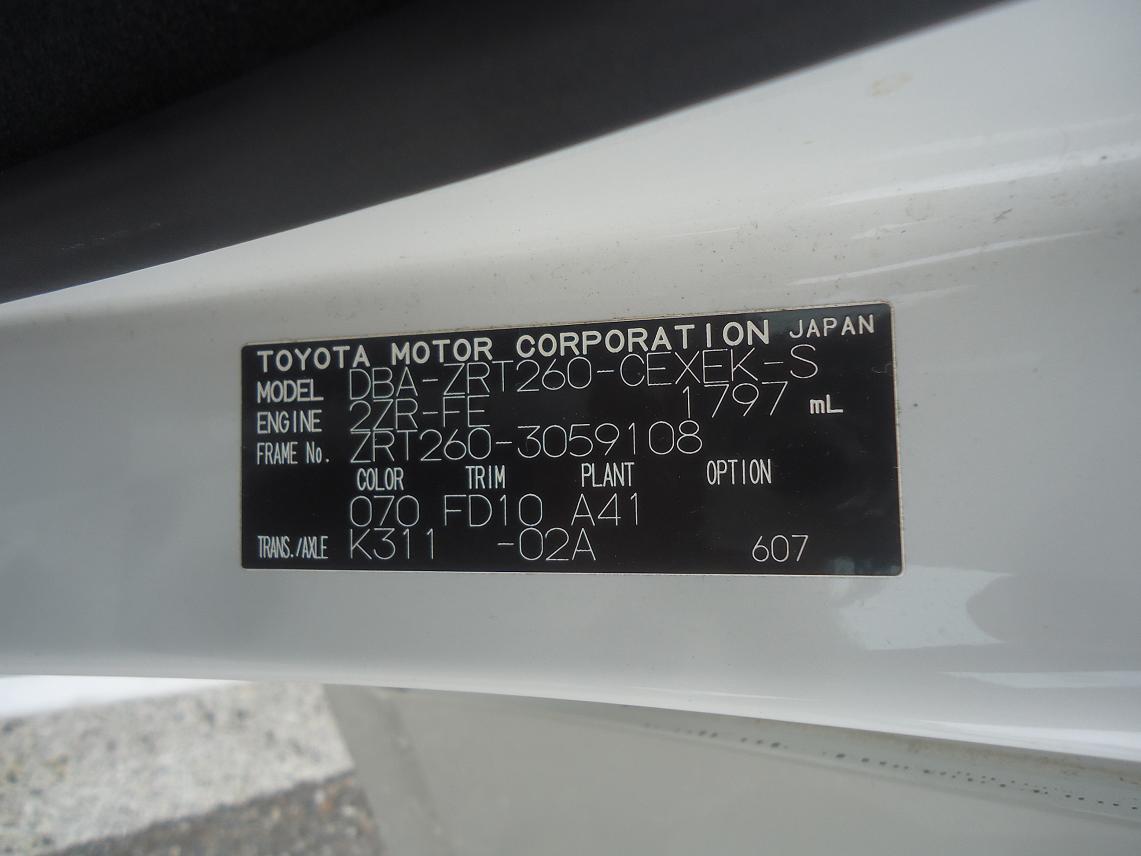 TOYOTA MOTOR CORPORATION JAPAN
MODEL DBA-ZRT260-CEXEK-S
ENGINE 2ZR-FE 1797 mL
FRAME No. ZRT260-3059108
COLOR TRIM PLANT OPTION
070 FD10 A41
TRANS./AXLE K311 -02A 607